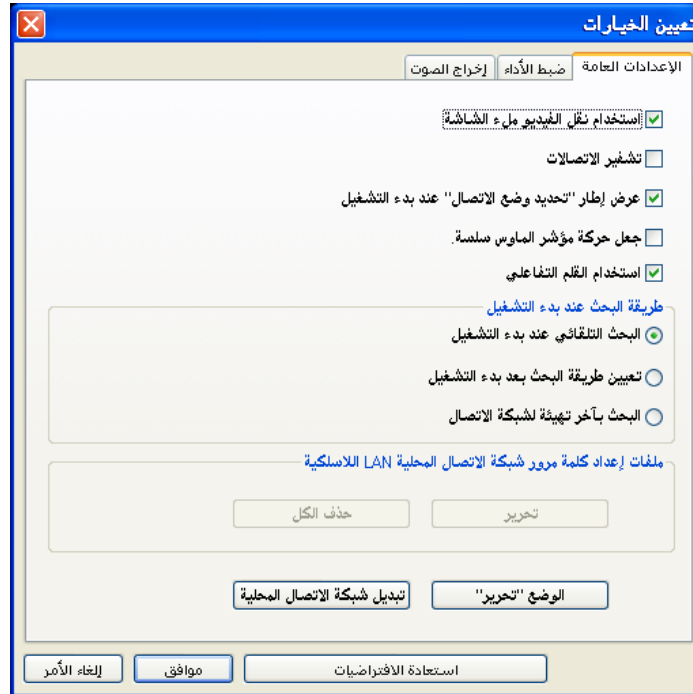 تعيين الخيارات
الإعدادات العامة
ضبط الأداء
إخراج الصوت
استخدام نقل الفيديو ملء الشاشة
تشفير الاتصالات
عرض إطار "تحديد وضع الاتصال" عند بدء التشغيل
جعل حركة مؤشر الماوس سلسة.
استخدام القلم التفاعلي
طريقة البحث عند بدء التشغيل
البحث التلقائي عند بدء التشغيل
تعيين طريقة البحث بعد بدء التشغيل
البحث بآخر تهيئة لشبكة الاتصال
ملفات إعداد كلمة مرور شبكة الاتصال المحلية LAN اللاسلكية
تحرير
حذف الكل
الوضع "تحرير"
تبديل شبكة الاتصال المحلية
استعادة الافتراضيات
موافق
إلغاء الأمر